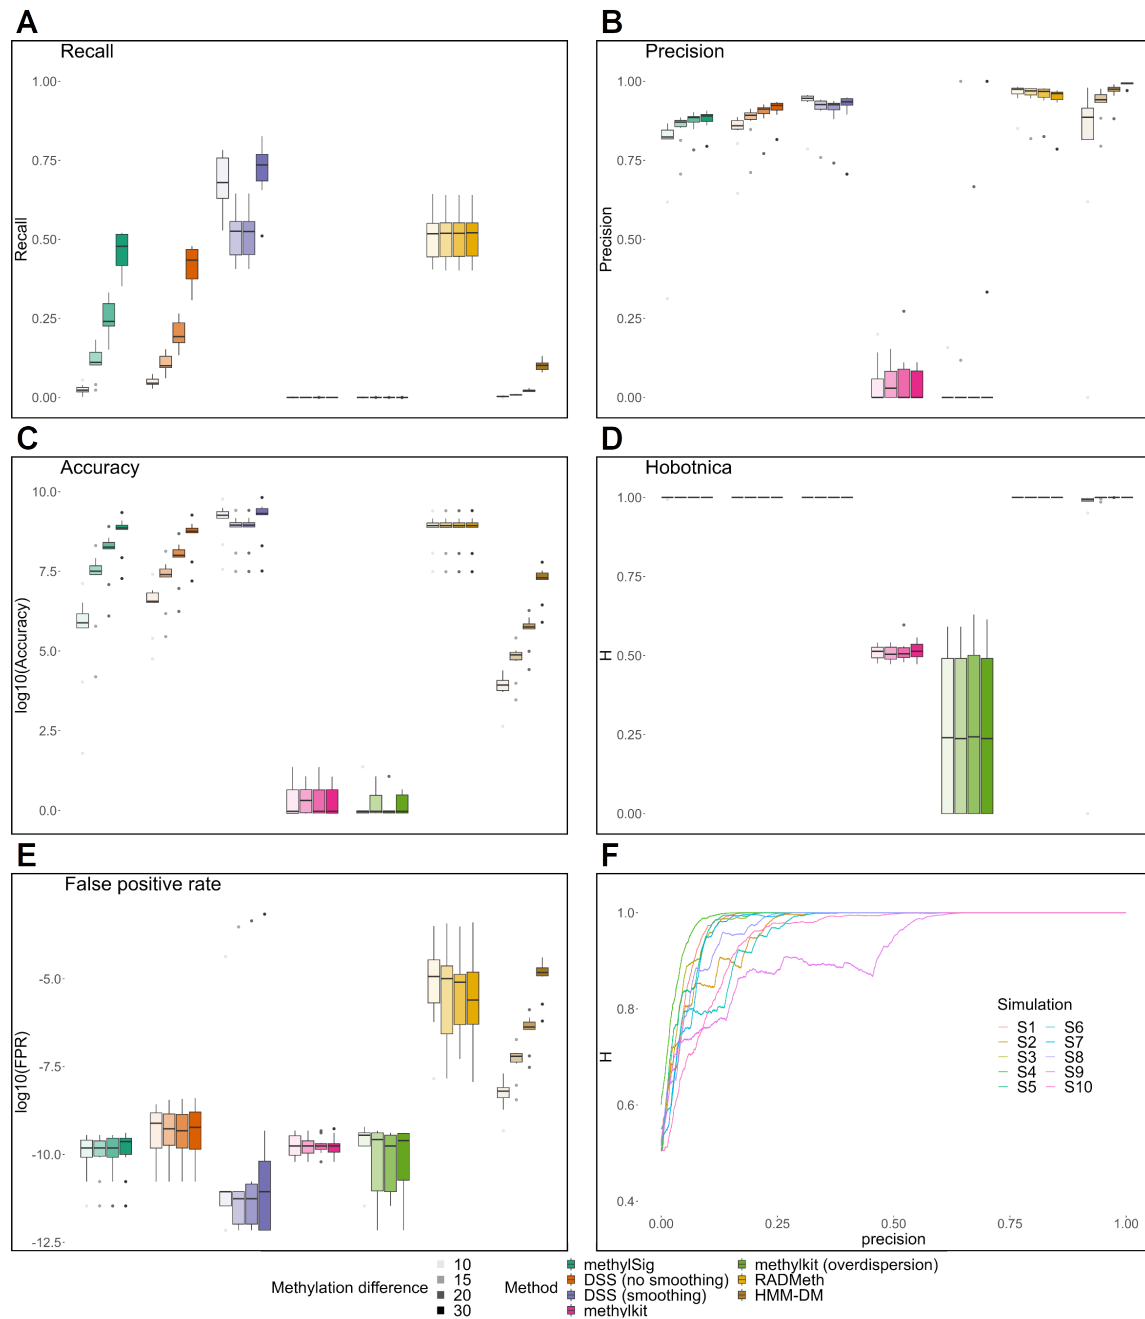 A
B
Recall
Precision
1.00
0.75
0.50
0.25
0.00
Recall
1.00
0.75
0.50
0.25
0.00
Precision
C
D
Accuracy
Hobotnica
10.0
7.5
5.0
2.5
0.0
log10(Accuracy)
1.00
0.75
0.50
0.25
0.00
H
E
F
False positive rate
-5.0
-7.5
-10.0
-12.5
log10(FPR)
1.0
0.8
0.6
0.4
H
Simulation
S1 S6
S2 S7
S3 S8
S4 S9
S5 S10
0.00 0.25 0.50 0.75 1.00
precision
Methylation difference
10
15
20
30
Method
methylSig
DSS (no smoothing)
DSS (smoothing)
methylkit
methylkit (overdispersion)
RADMeth
HMM-DM